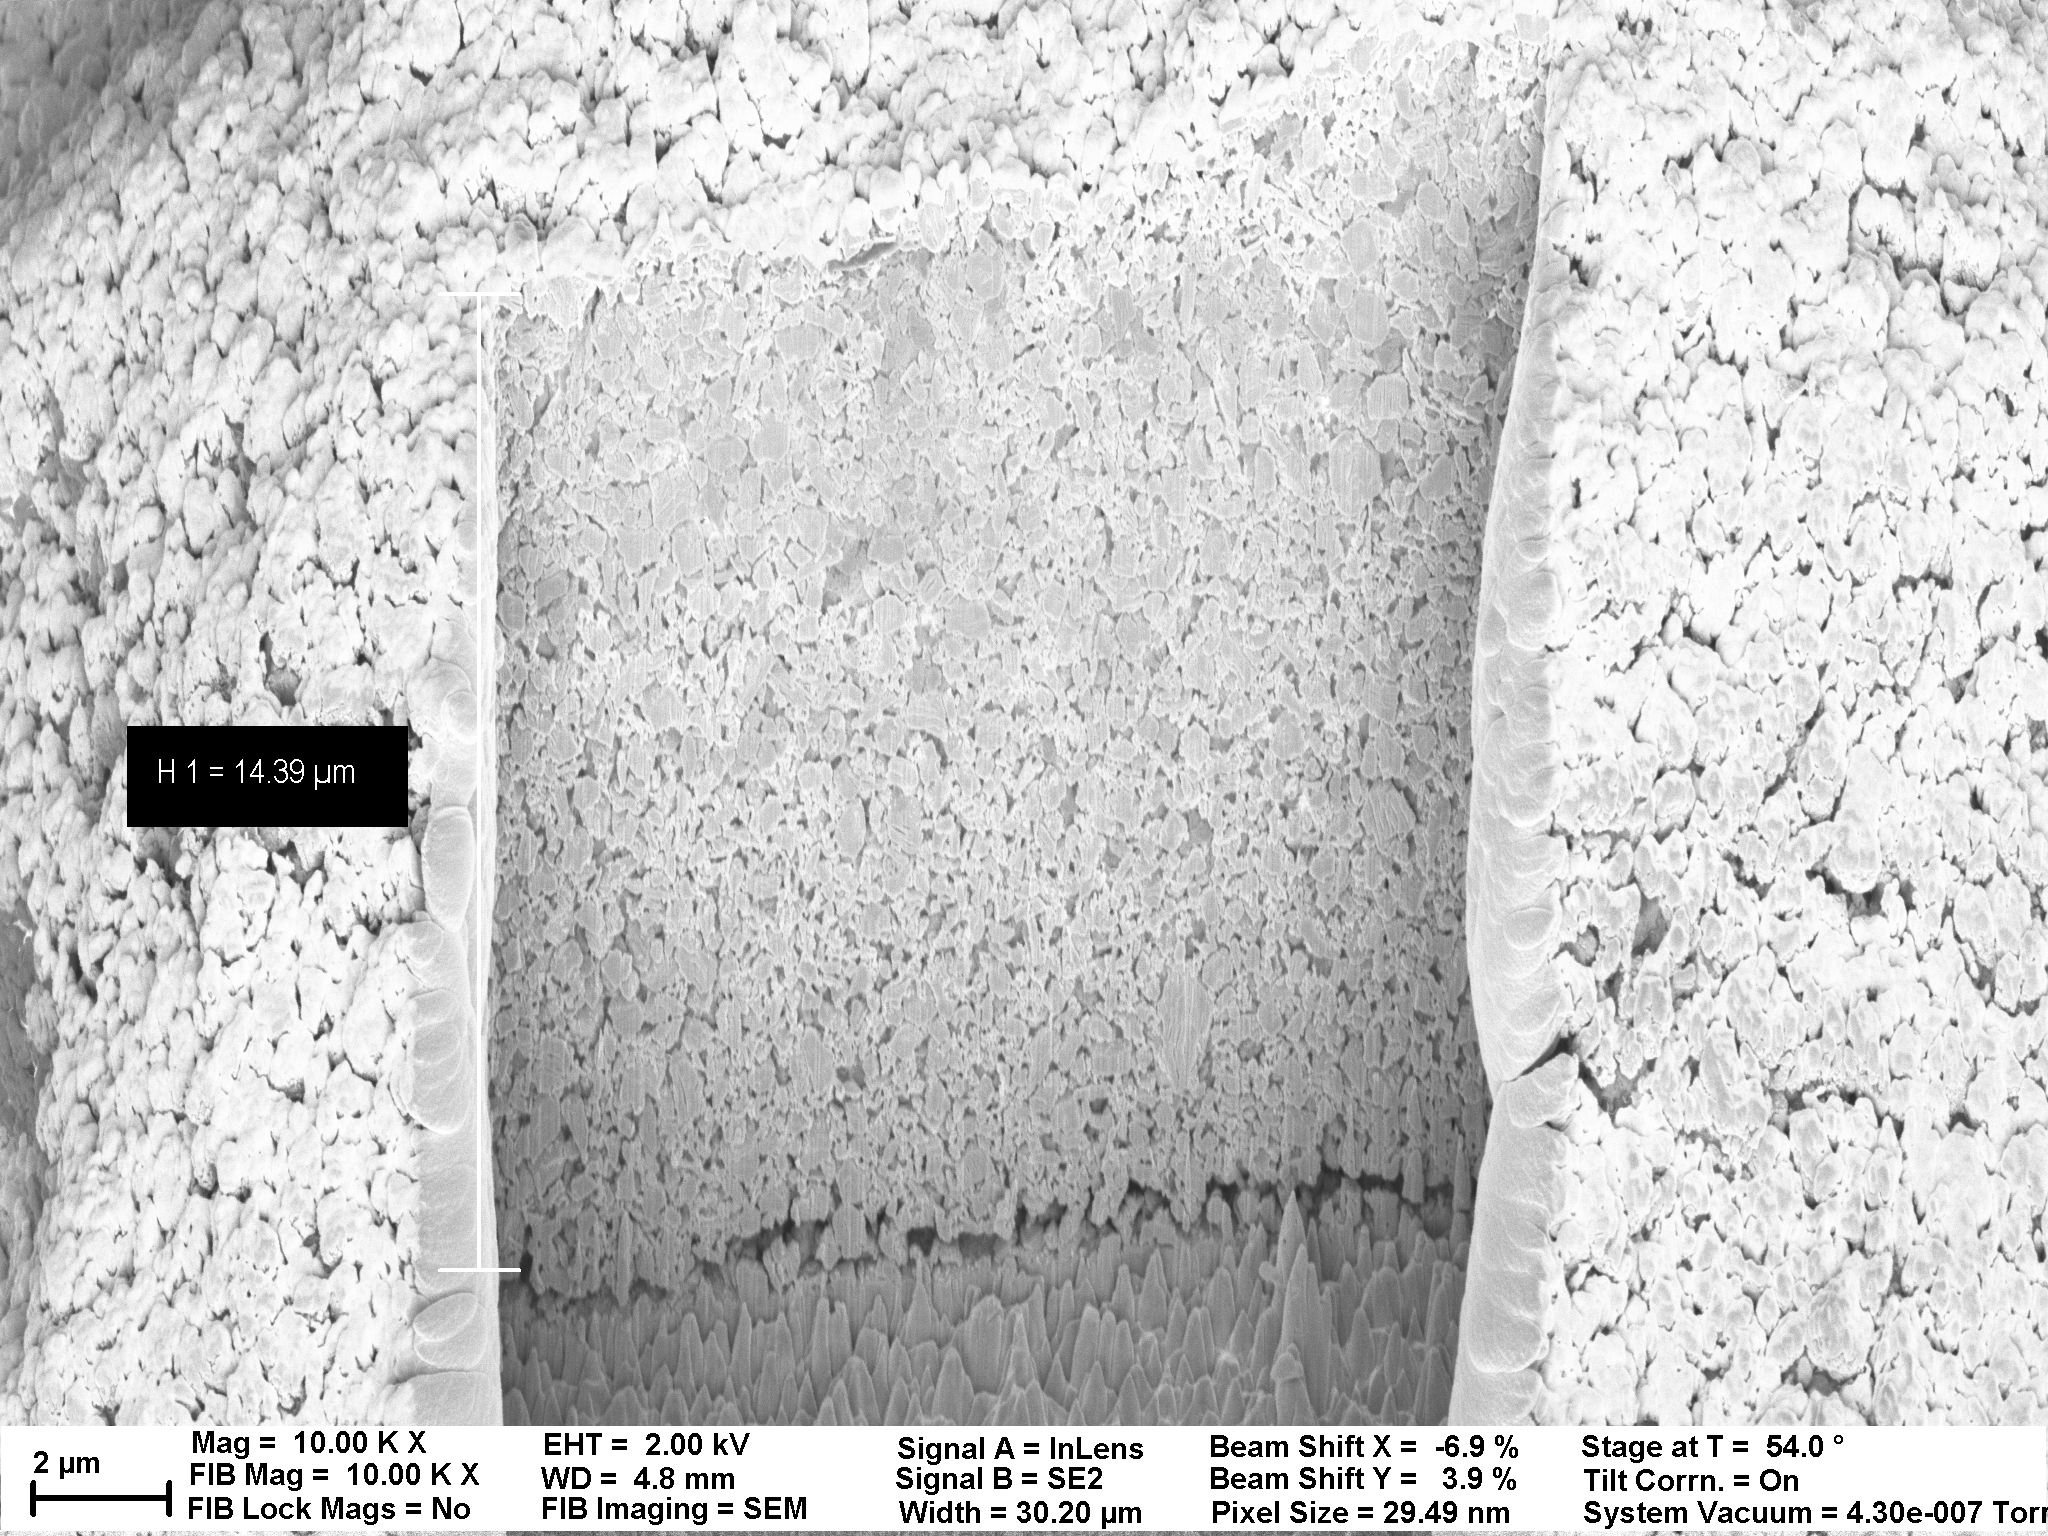 H 1 = 14.39 µm
2 µm
Mag = 10.00 K X
FIB Mag = 10.00 K X
FIB Lock Mags = No
EHT = 2.00 kV
WD = 4.8 mm
FIB Imaging = SEM
Signal A = InLens
Signal B = SE2
Width = 30.20 µm
Beam Shift X = -6.9 %
Beam Shift Y = 3.9 %
Pixel Size = 29.49 nm
Stage at T = 54.0 °
Tilt Corrn. = On
System Vacuum = 4.30e-007 Torr